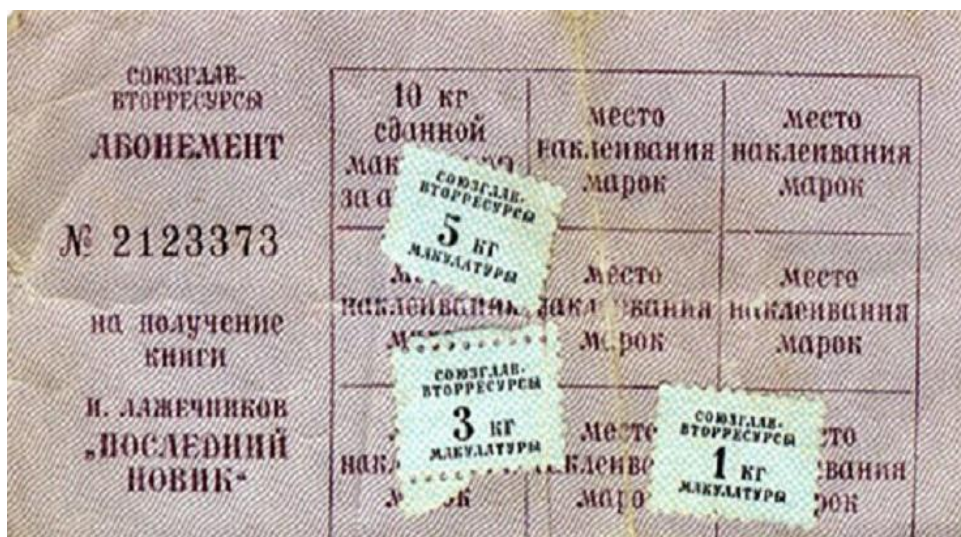 СОЮЗГЛАВ-
ВТОРРЕСУРСЫ
АБОНЕМЕНТ
№ 2123373
на получение
книги
И. ЛАЖЕЧНИКОВ
„ПОСЛЕДНИЙ
НОВИК“
10 кг
сданной
за
место
наклеивания
марок
место
наклеивания
марок
СОЮЗГЛАВ-
ВТОРРЕСУРСЫ
5 КГ
МАКУЛАТУРЫ
наклеивания
место
марок
место
наклеивания
марок
СОЮЗГЛАВ-
ВТОРРЕСУРСЫ
3 КГ
МАКУЛАТУРЫ
место
СОЮЗГЛАВ-
ВТОРРЕСУРСЫ
1 КГ
МАКУЛАТУРЫ